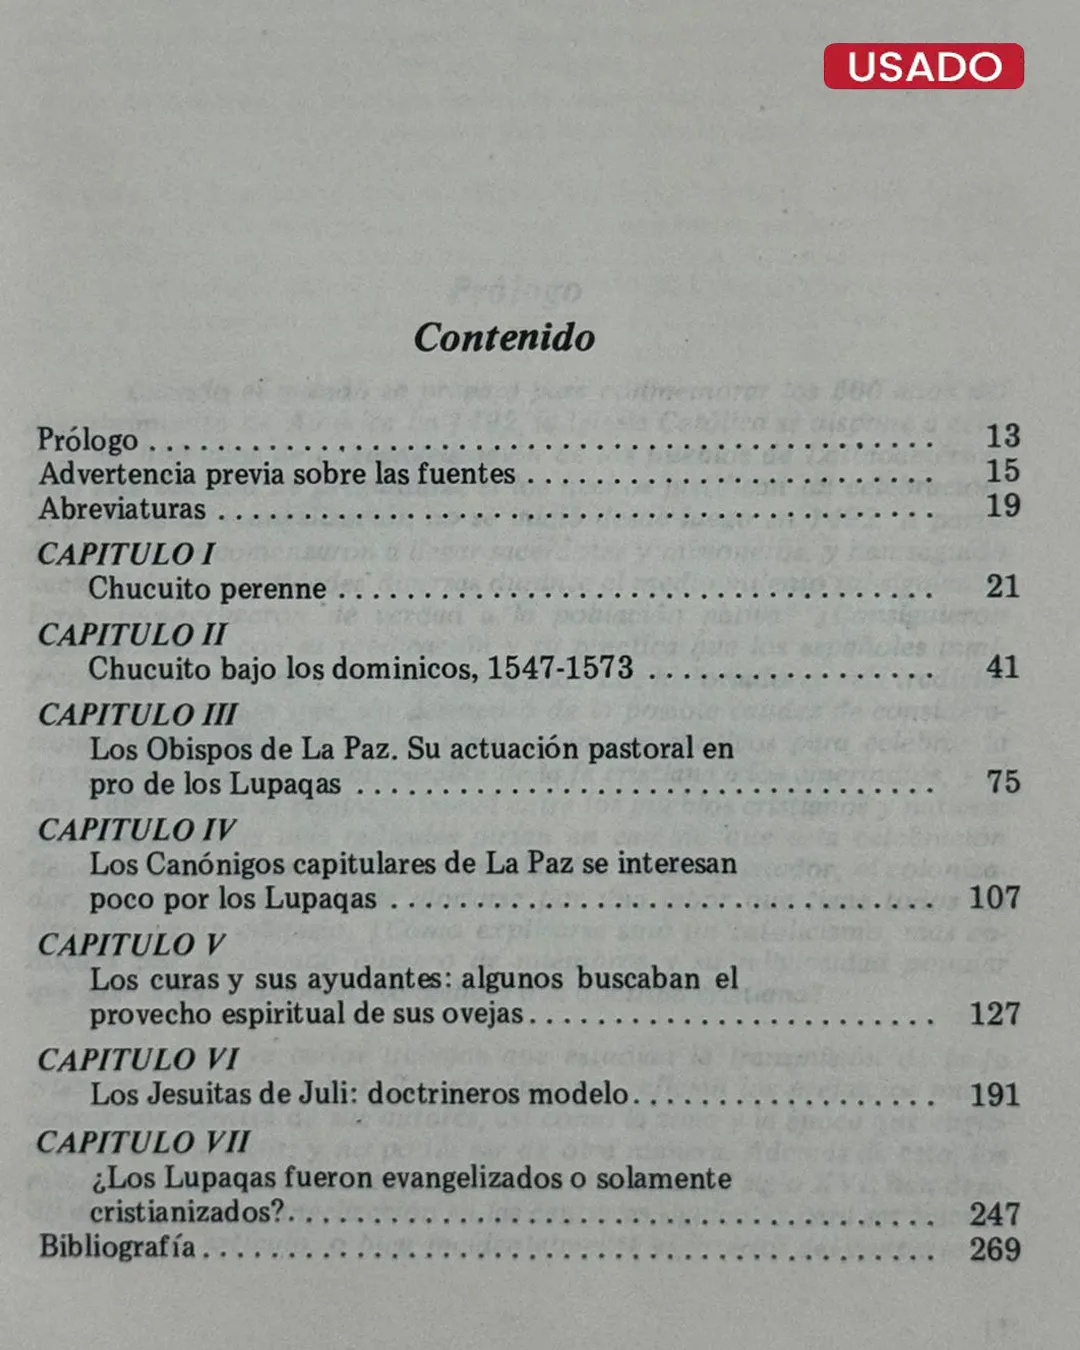 USADO
Contenido
Prólogo . . . . . . . . . . . . . . . . . . . . . . . . . . . . . . . . . . . 13
Advertencia previa sobre las fuentes . . . . . . . . . . . . . . . . . . 15
Abreviaturas . . . . . . . . . . . . . . . . . . . . . . . . . . . . . . . . 19
CAPITULO I
Chucuito perenne . . . . . . . . . . . . . . . . . . . . . . . . . . . 21
CAPITULO II
Chucuito bajo los dominicos, 1547-1573 . . . . . . . . . . . . . 41
CAPITULO III
Los Obispos de La Paz. Su actuación pastoral en
pro de los Lupaqas . . . . . . . . . . . . . . . . . . . . . . . . . . 75
CAPITULO IV
Los Canónigos capitulares de La Paz se interesan
poco por los Lupaqas . . . . . . . . . . . . . . . . . . . . . . . . 107
CAPITULO V
Los curas y sus ayudantes: algunos buscaban el
provecho espiritual de sus ovejas . . . . . . . . . . . . . . . . . . 127
CAPITULO VI
Los Jesuitas de Juli: doctrineros modelo . . . . . . . . . . . . . . 191
CAPITULO VII
¿Los Lupaqas fueron evangelizados o solamente
cristianizados? . . . . . . . . . . . . . . . . . . . . . . . . . . . . . 247
Bibliografía . . . . . . . . . . . . . . . . . . . . . . . . . . . . . . . . . 269